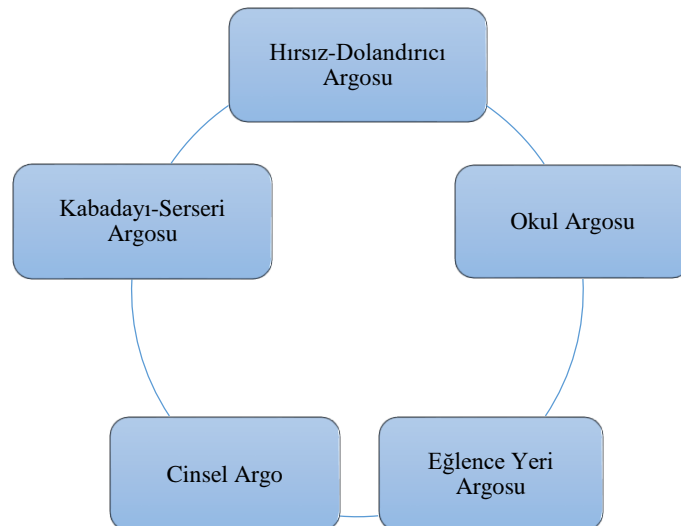 Hırsız-Dolandırıcı
Argosu
Kabadayı-Serseri
Argosu
Okul Argosu
Cinsel Argo
Eğlence Yeri
Argosu